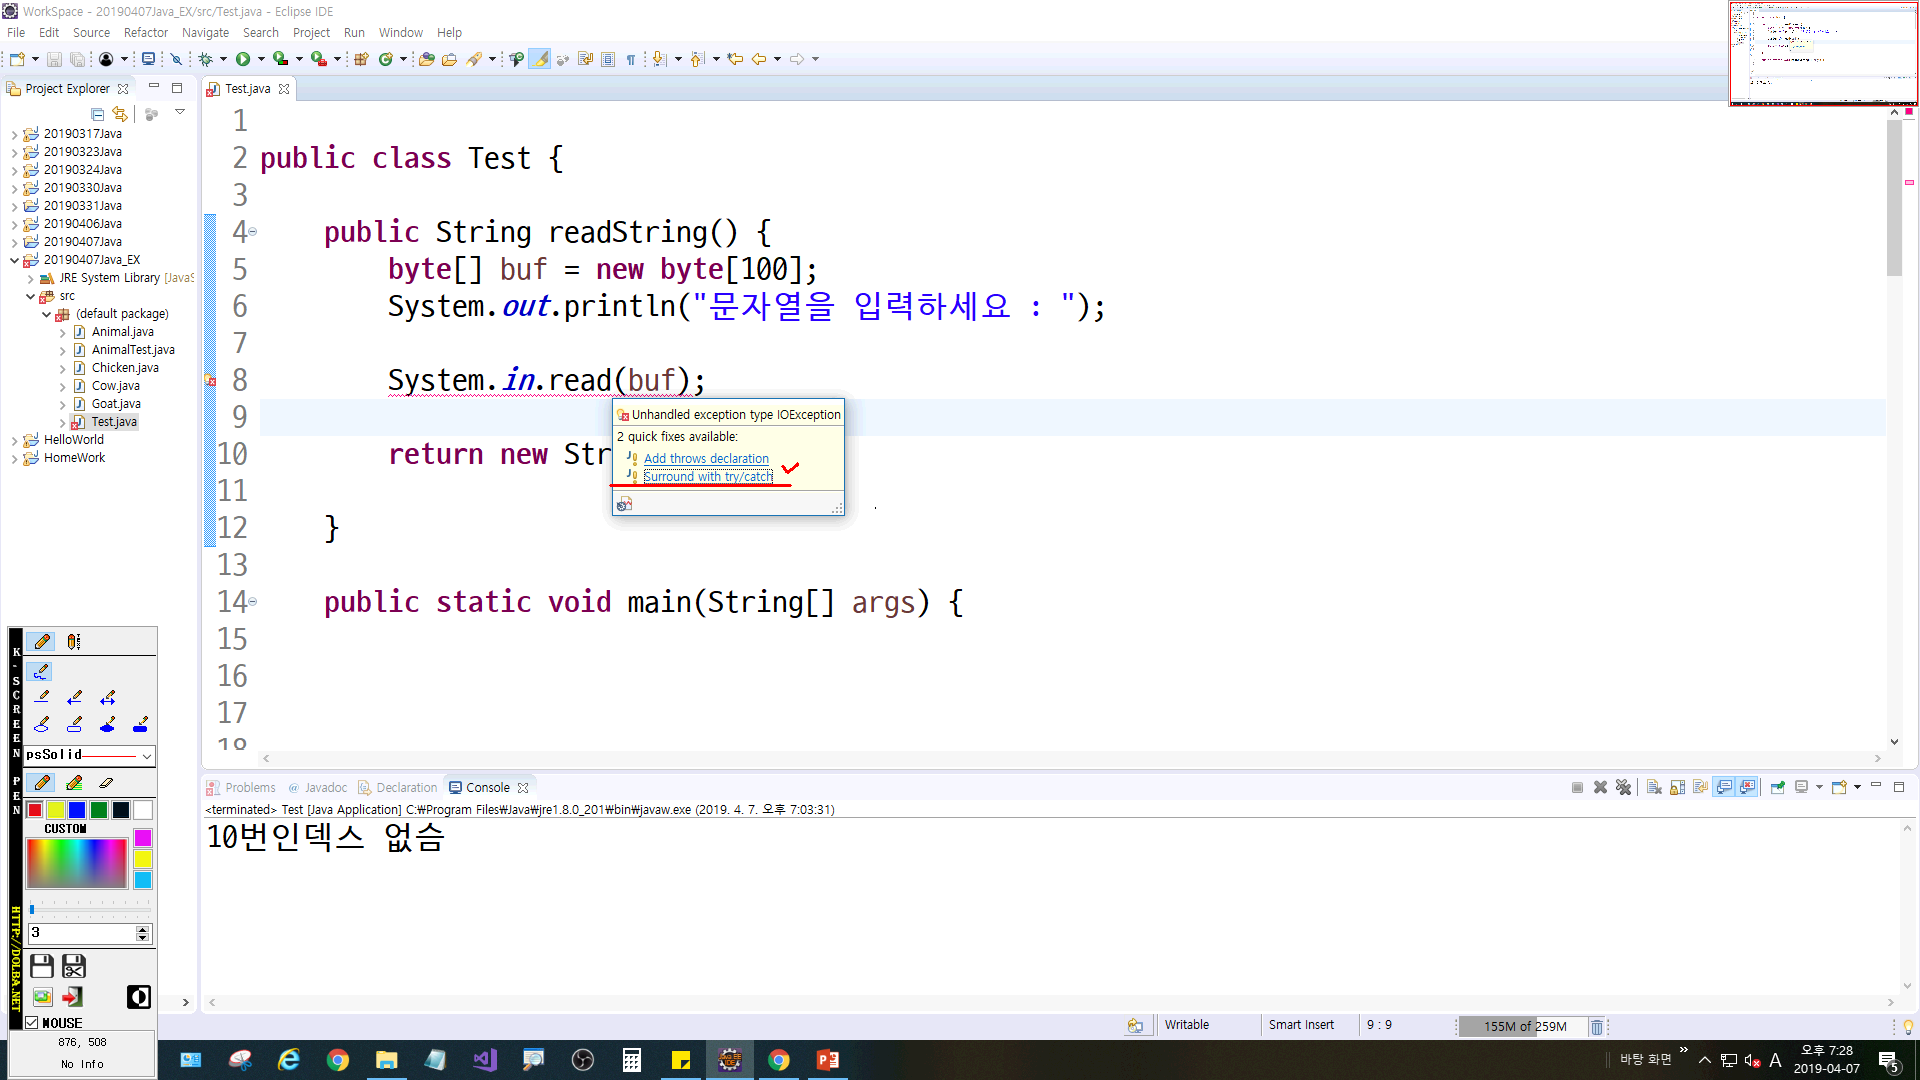 WorkSpace - 20190407Java_EX/src/Test.java - Eclipse IDE
File Edit Source Refactor Navigate Search Project Run Window Help
Project Explorer
Test.java
20190317Java
20190323Java
20190324Java
20190330Java
20190331Java
20190406Java
20190407Java
20190407Java_EX
JRE System Library [JavaS
src
(default package)
Animal.java
AnimalTest.java
Chicken.java
Cow.java
Goat.java
Test.java
HelloWorld
HomeWork
1
2 public class Test {
3
4 public String readString() {
5 byte[] buf = new byte[100];
6 System.out.println("문자열을 입력하세요 : ");
7
8 System.in.read(buf);
9
10 return new Str
11
12 }
13
14 public static void main(String[] args) {
15
16
17
18
Unhandled exception type IOException
2 quick fixes available:
Add throws declaration
Surround with try/catch
Problems @ Javadoc Declaration Console
<terminated> Test [Java Application] C:₩Program Files₩Java₩jre1.8.0_201₩bin₩javaw.exe (2019. 4. 7. 오후 7:03:31)
10번인덱스 없슴
K-SCREEN PEN
HTTP://DOLBA.NET
psSolid
CUSTOM
3
MOUSE
876, 508
No Info
Writable Smart Insert 9 : 9 155M of 259M
바탕 화면 A 오후 7:28
2019-04-07
5